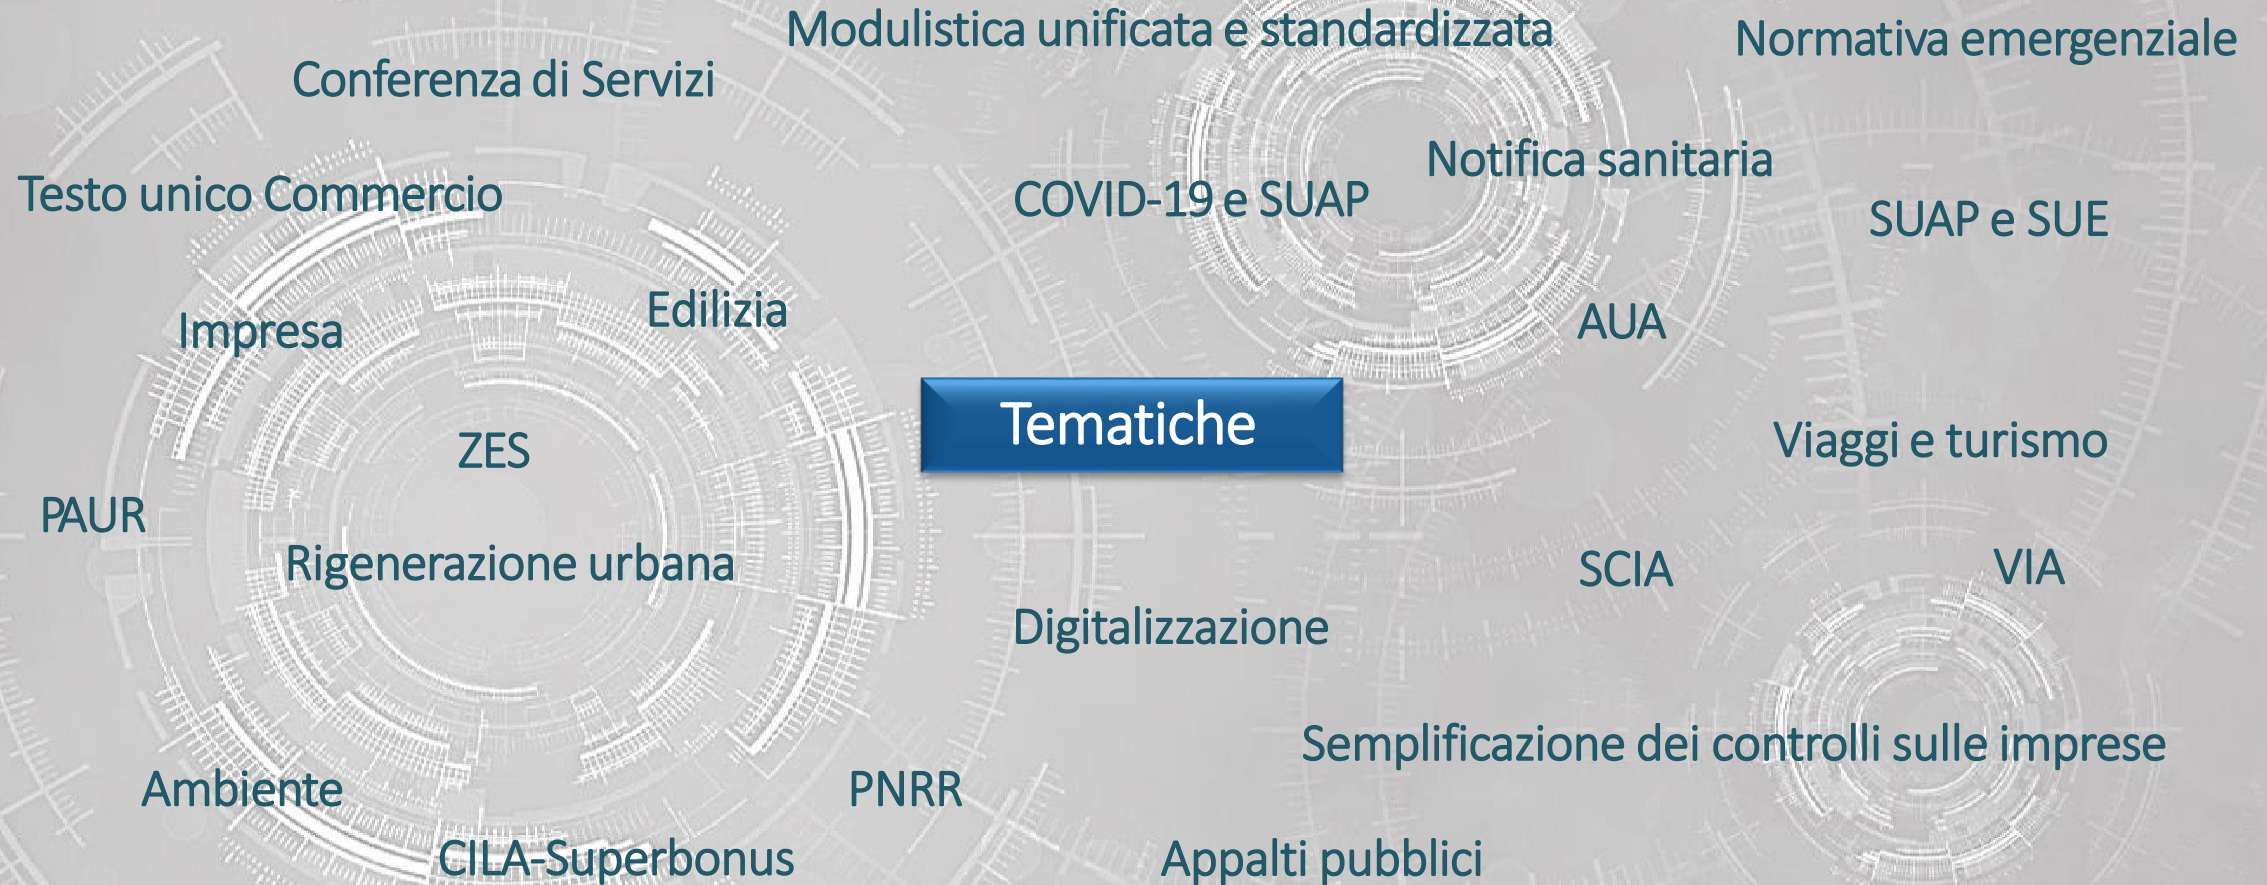 Modulistica unificata e standardizzata
Normativa emergenziale
Conferenza di Servizi
Notifica sanitaria
Testo unico Commercio
COVID-19 e SUAP
SUAP e SUE
Edilizia
Impresa
AUA
Tematiche
ZES
Viaggi e turismo
PAUR
Rigenerazione urbana
SCIA
VIA
Digitalizzazione
Semplificazione dei controlli sulle imprese
Ambiente
PNRR
CILA-Superbonus
Appalti pubblici